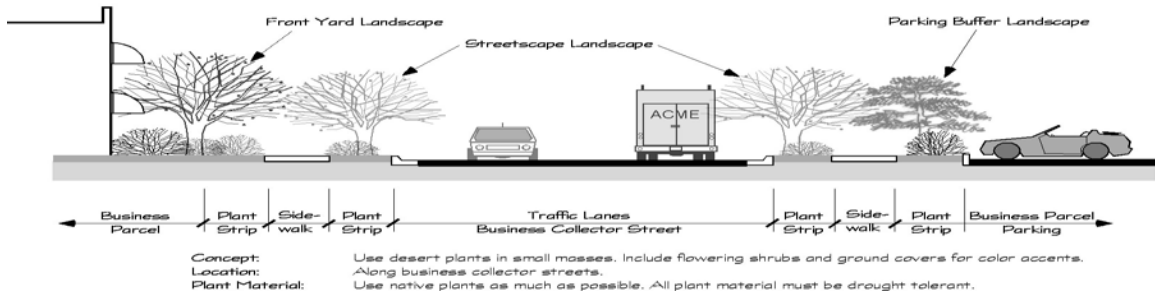 Front Yard Landscape
Streetscape Landscape
Parking Buffer Landscape
ACME
Business Parcel
Plant Strip
Side-walk
Plant Strip
Traffic Lanes
Business Collector Street
Plant Strip
Side-walk
Plant Strip
Business Parcel
Parking
Concept: Use desert plants in small masses. Include flowering shrubs and ground covers for color accents.
Location: Along business collector streets.
Plant Material: Use native plants as much as possible. All plant material must be drought tolerant.